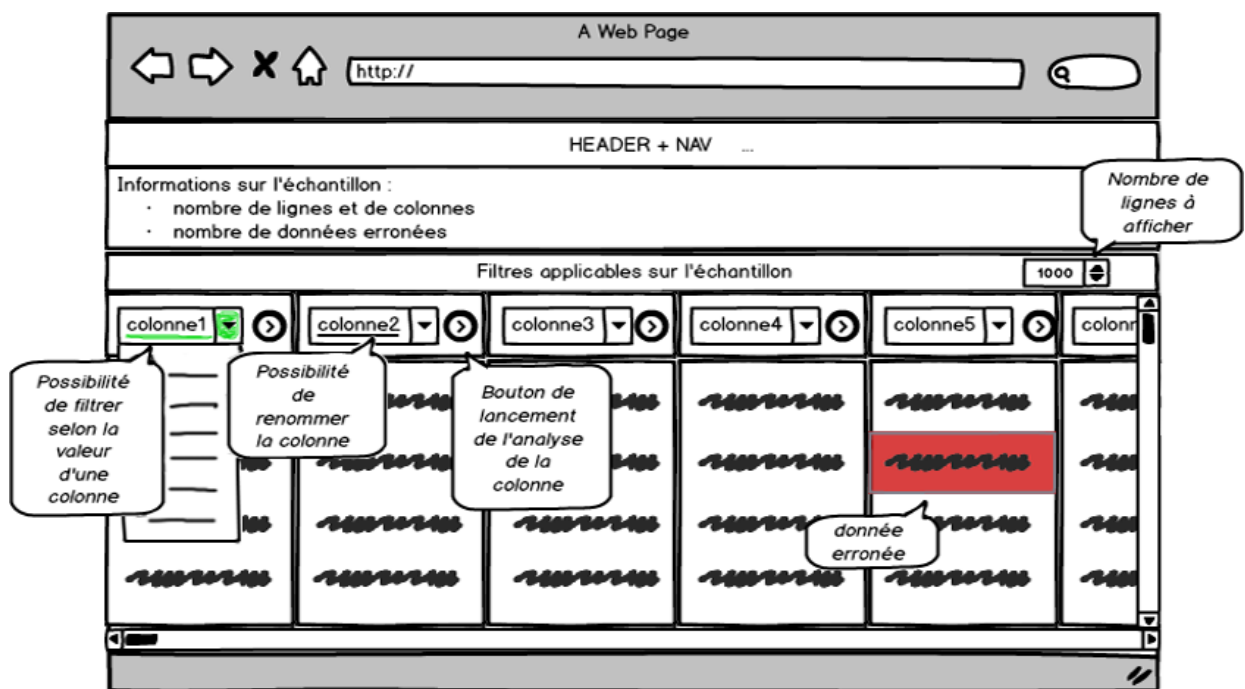 A Web Page
http://
HEADER + NAV ...
Informations sur l'échantillon :
· nombre de lignes et de colonnes
· nombre de données erronées
Nombre de
lignes à
afficher
Filtres applicables sur l'échantillon
1000
colonne1
colonne2
colonne3
colonne4
colonne5
colonn
Possibilité
de filtrer
selon la
valeur
d'une
colonne
Possibilité
de
renommer
la colonne
Bouton de
lancement
de l'analyse
de la
colonne
donnée
erronée